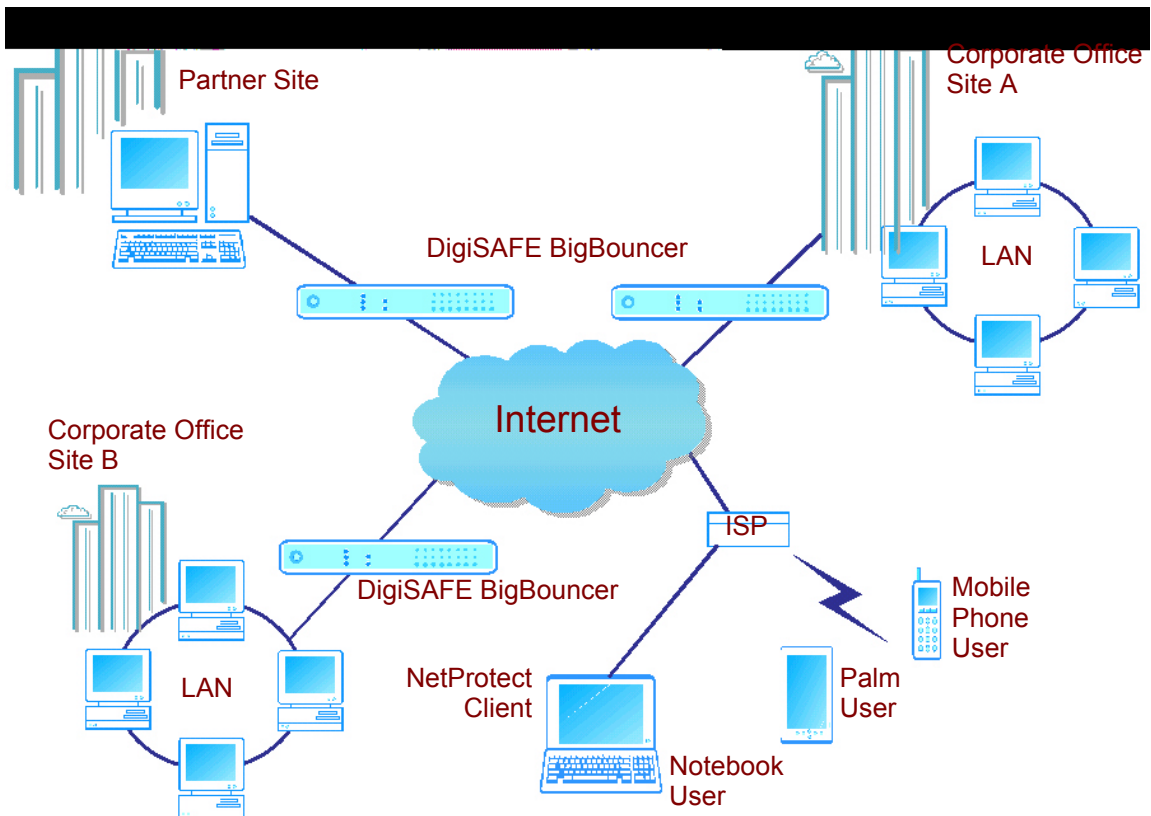 Partner Site
Corporate Office
Site A
DigiSAFE BigBouncer
LAN
Internet
Corporate Office
Site B
ISP
DigiSAFE BigBouncer
Mobile
Phone
User
NetProtect
Client
LAN
Palm
User
Notebook
User